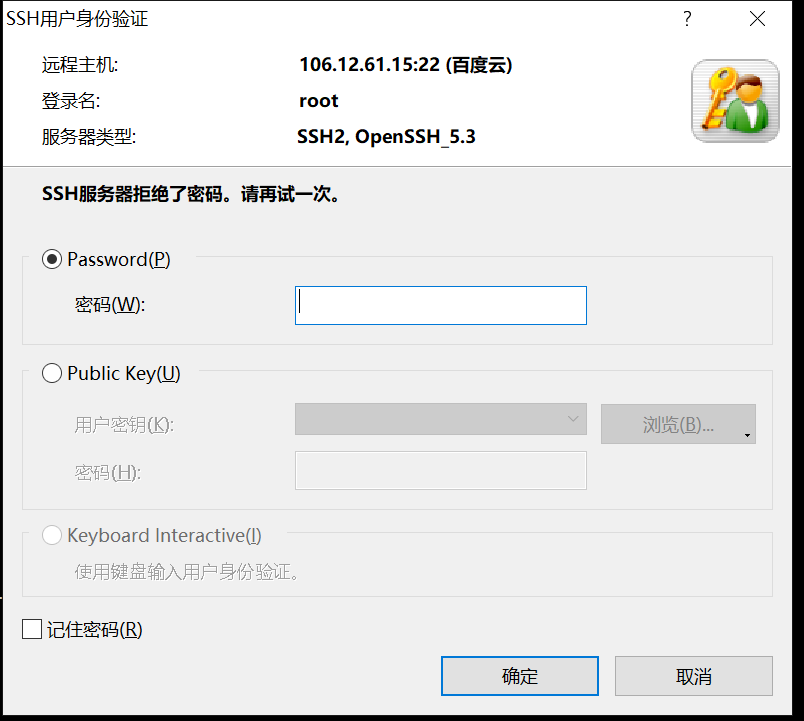 SSH用户身份验证
?
远程主机: 106.12.61.15:22 (百度云)
登录名: root
服务器类型: SSH2, OpenSSH_5.3
SSH服务器拒绝了密码。请再试一次。
Password(P)
密码(W):
Public Key(U)
用户密钥(K): 浏览(B)...
密码(H):
Keyboard Interactive(I)
使用键盘输入用户身份验证。
记住密码(R)
确定 取消